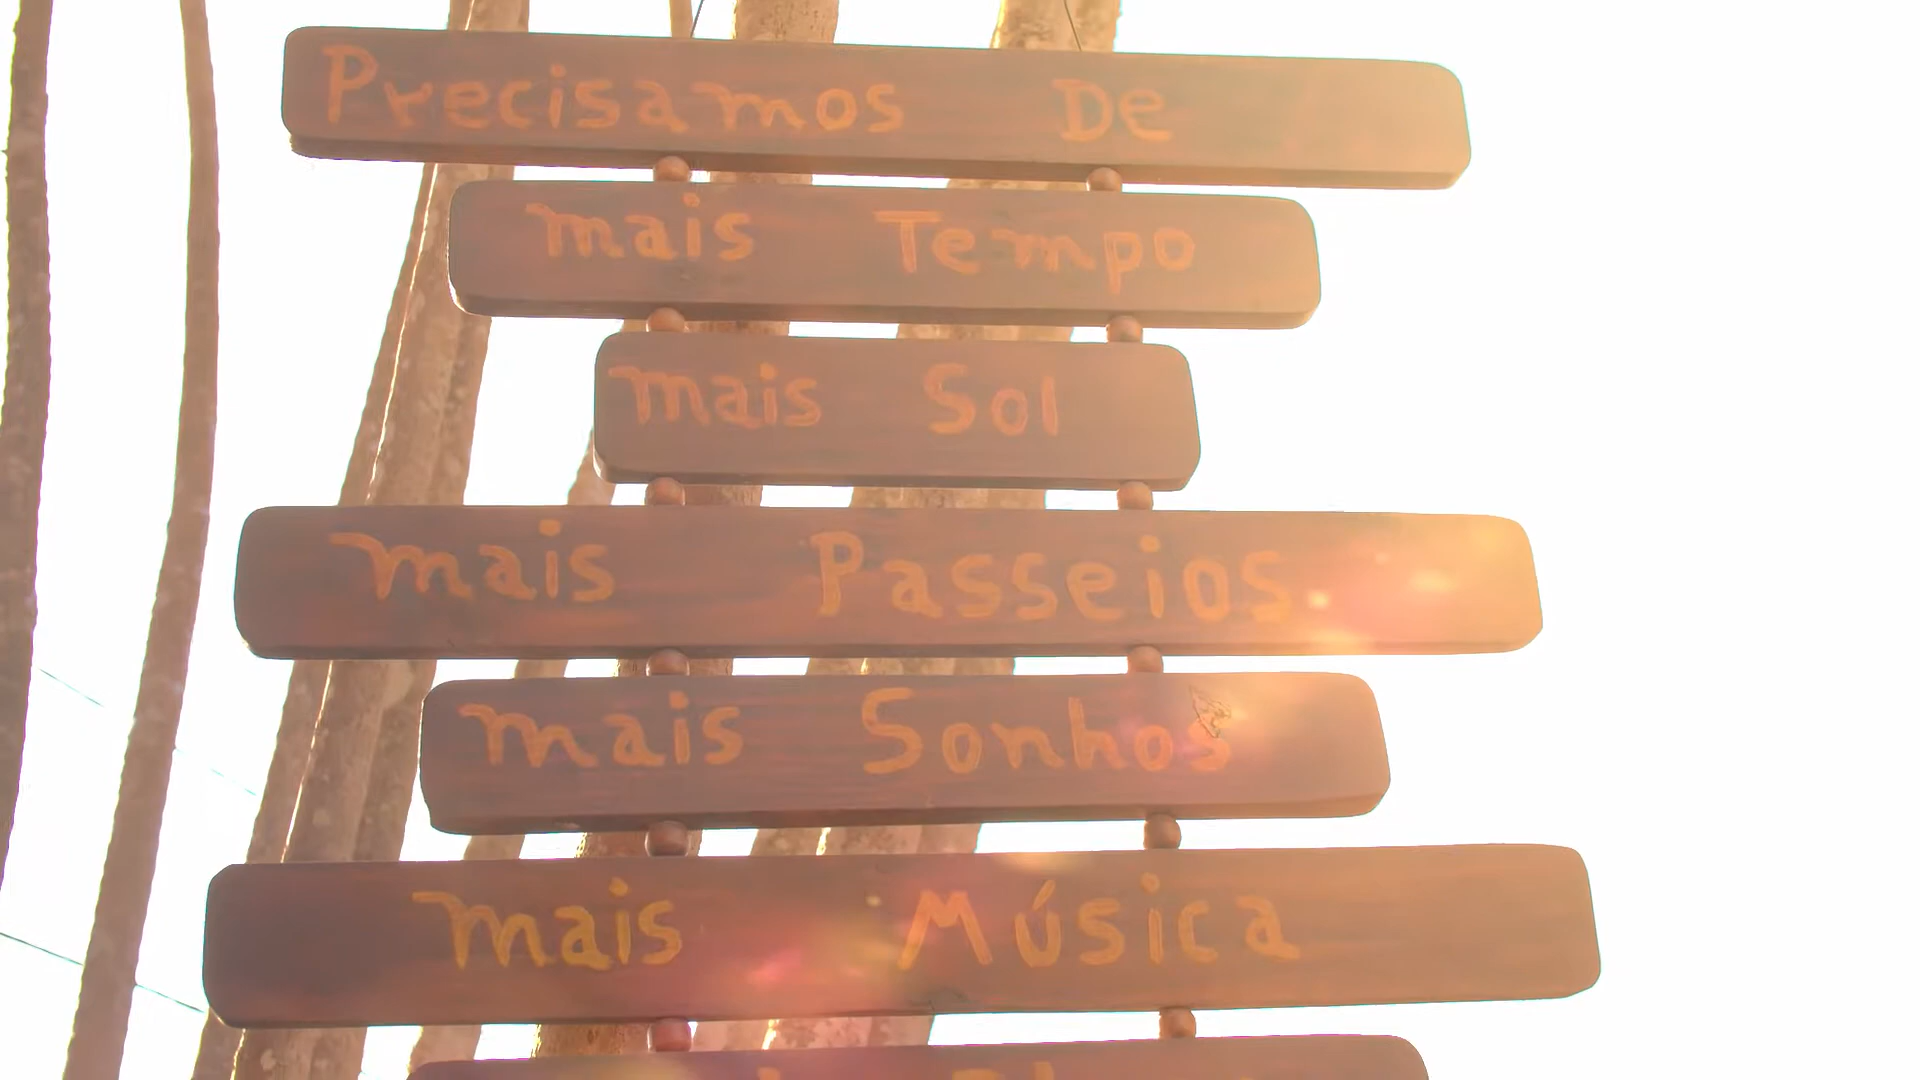 Precisamos De
mais Tempo
mais Sol
mais Passeios
mais Sonhos
mais Música